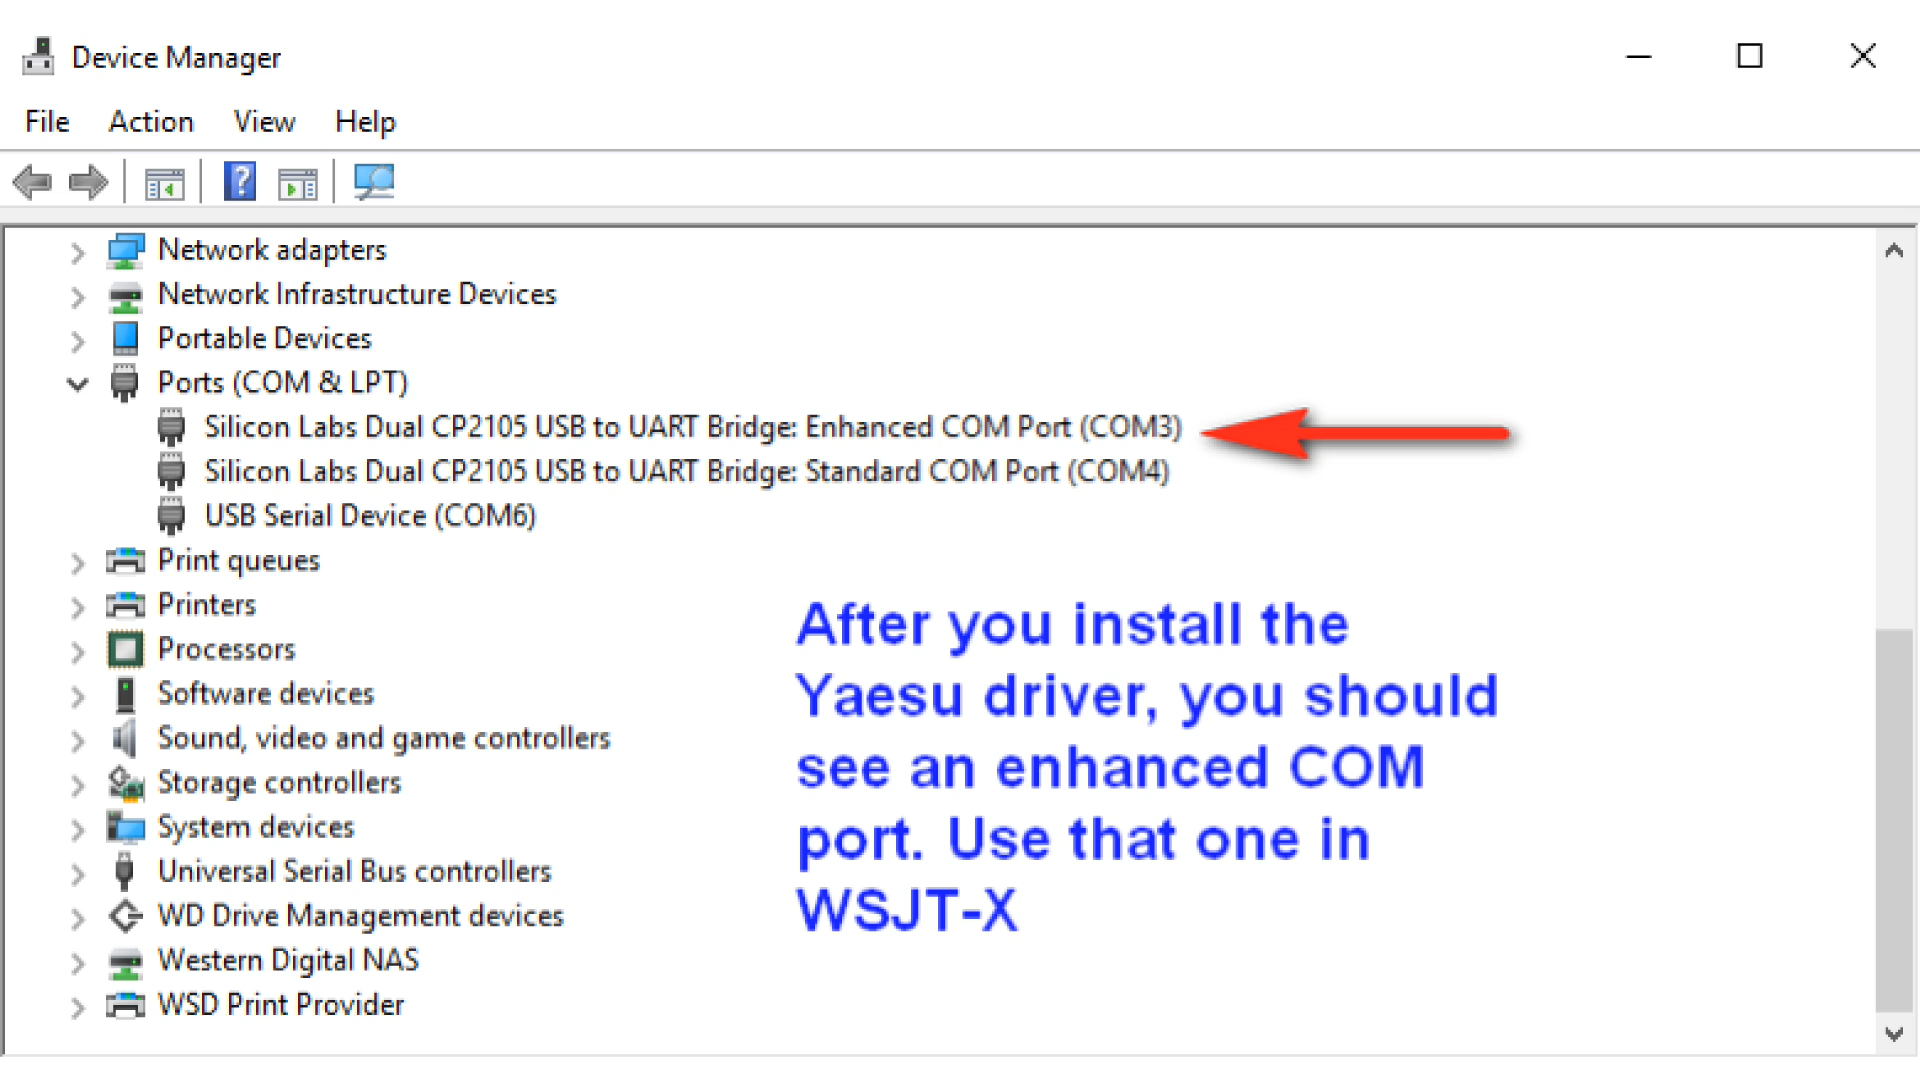 Device Manager
File Action View Help
Network adapters
Network Infrastructure Devices
Portable Devices
Ports (COM & LPT)
Silicon Labs Dual CP2105 USB to UART Bridge: Enhanced COM Port (COM3)
Silicon Labs Dual CP2105 USB to UART Bridge: Standard COM Port (COM4)
USB Serial Device (COM6)
Print queues
Printers
Processors
Software devices
Sound, video and game controllers
Storage controllers
System devices
Universal Serial Bus controllers
WD Drive Management devices
Western Digital NAS
WSD Print Provider
After you install the
Yaesu driver, you should
see an enhanced COM
port. Use that one in
WSJT-X